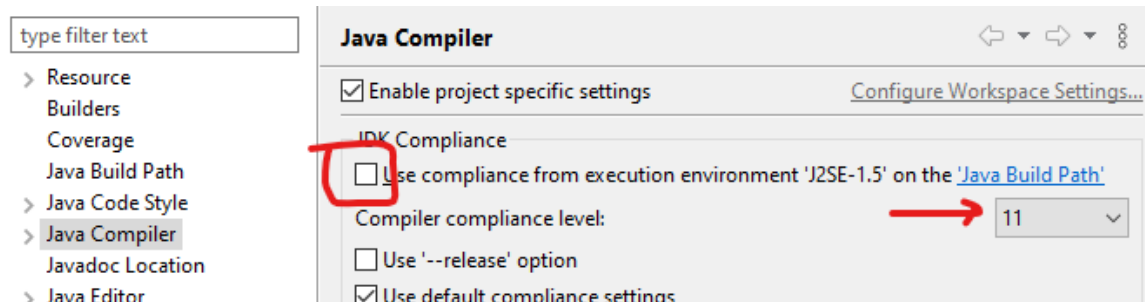 type filter text
Resource
Builders
Coverage
Java Build Path
Java Code Style
Java Compiler
Javadoc Location
Java Editor
Java Compiler
Enable project specific settings
Configure Workspace Settings...
JDK Compliance
Use compliance from execution environment 'J2SE-1.5' on the 'Java Build Path'
Compiler compliance level:
11
Use '--release' option
Use default compliance settings